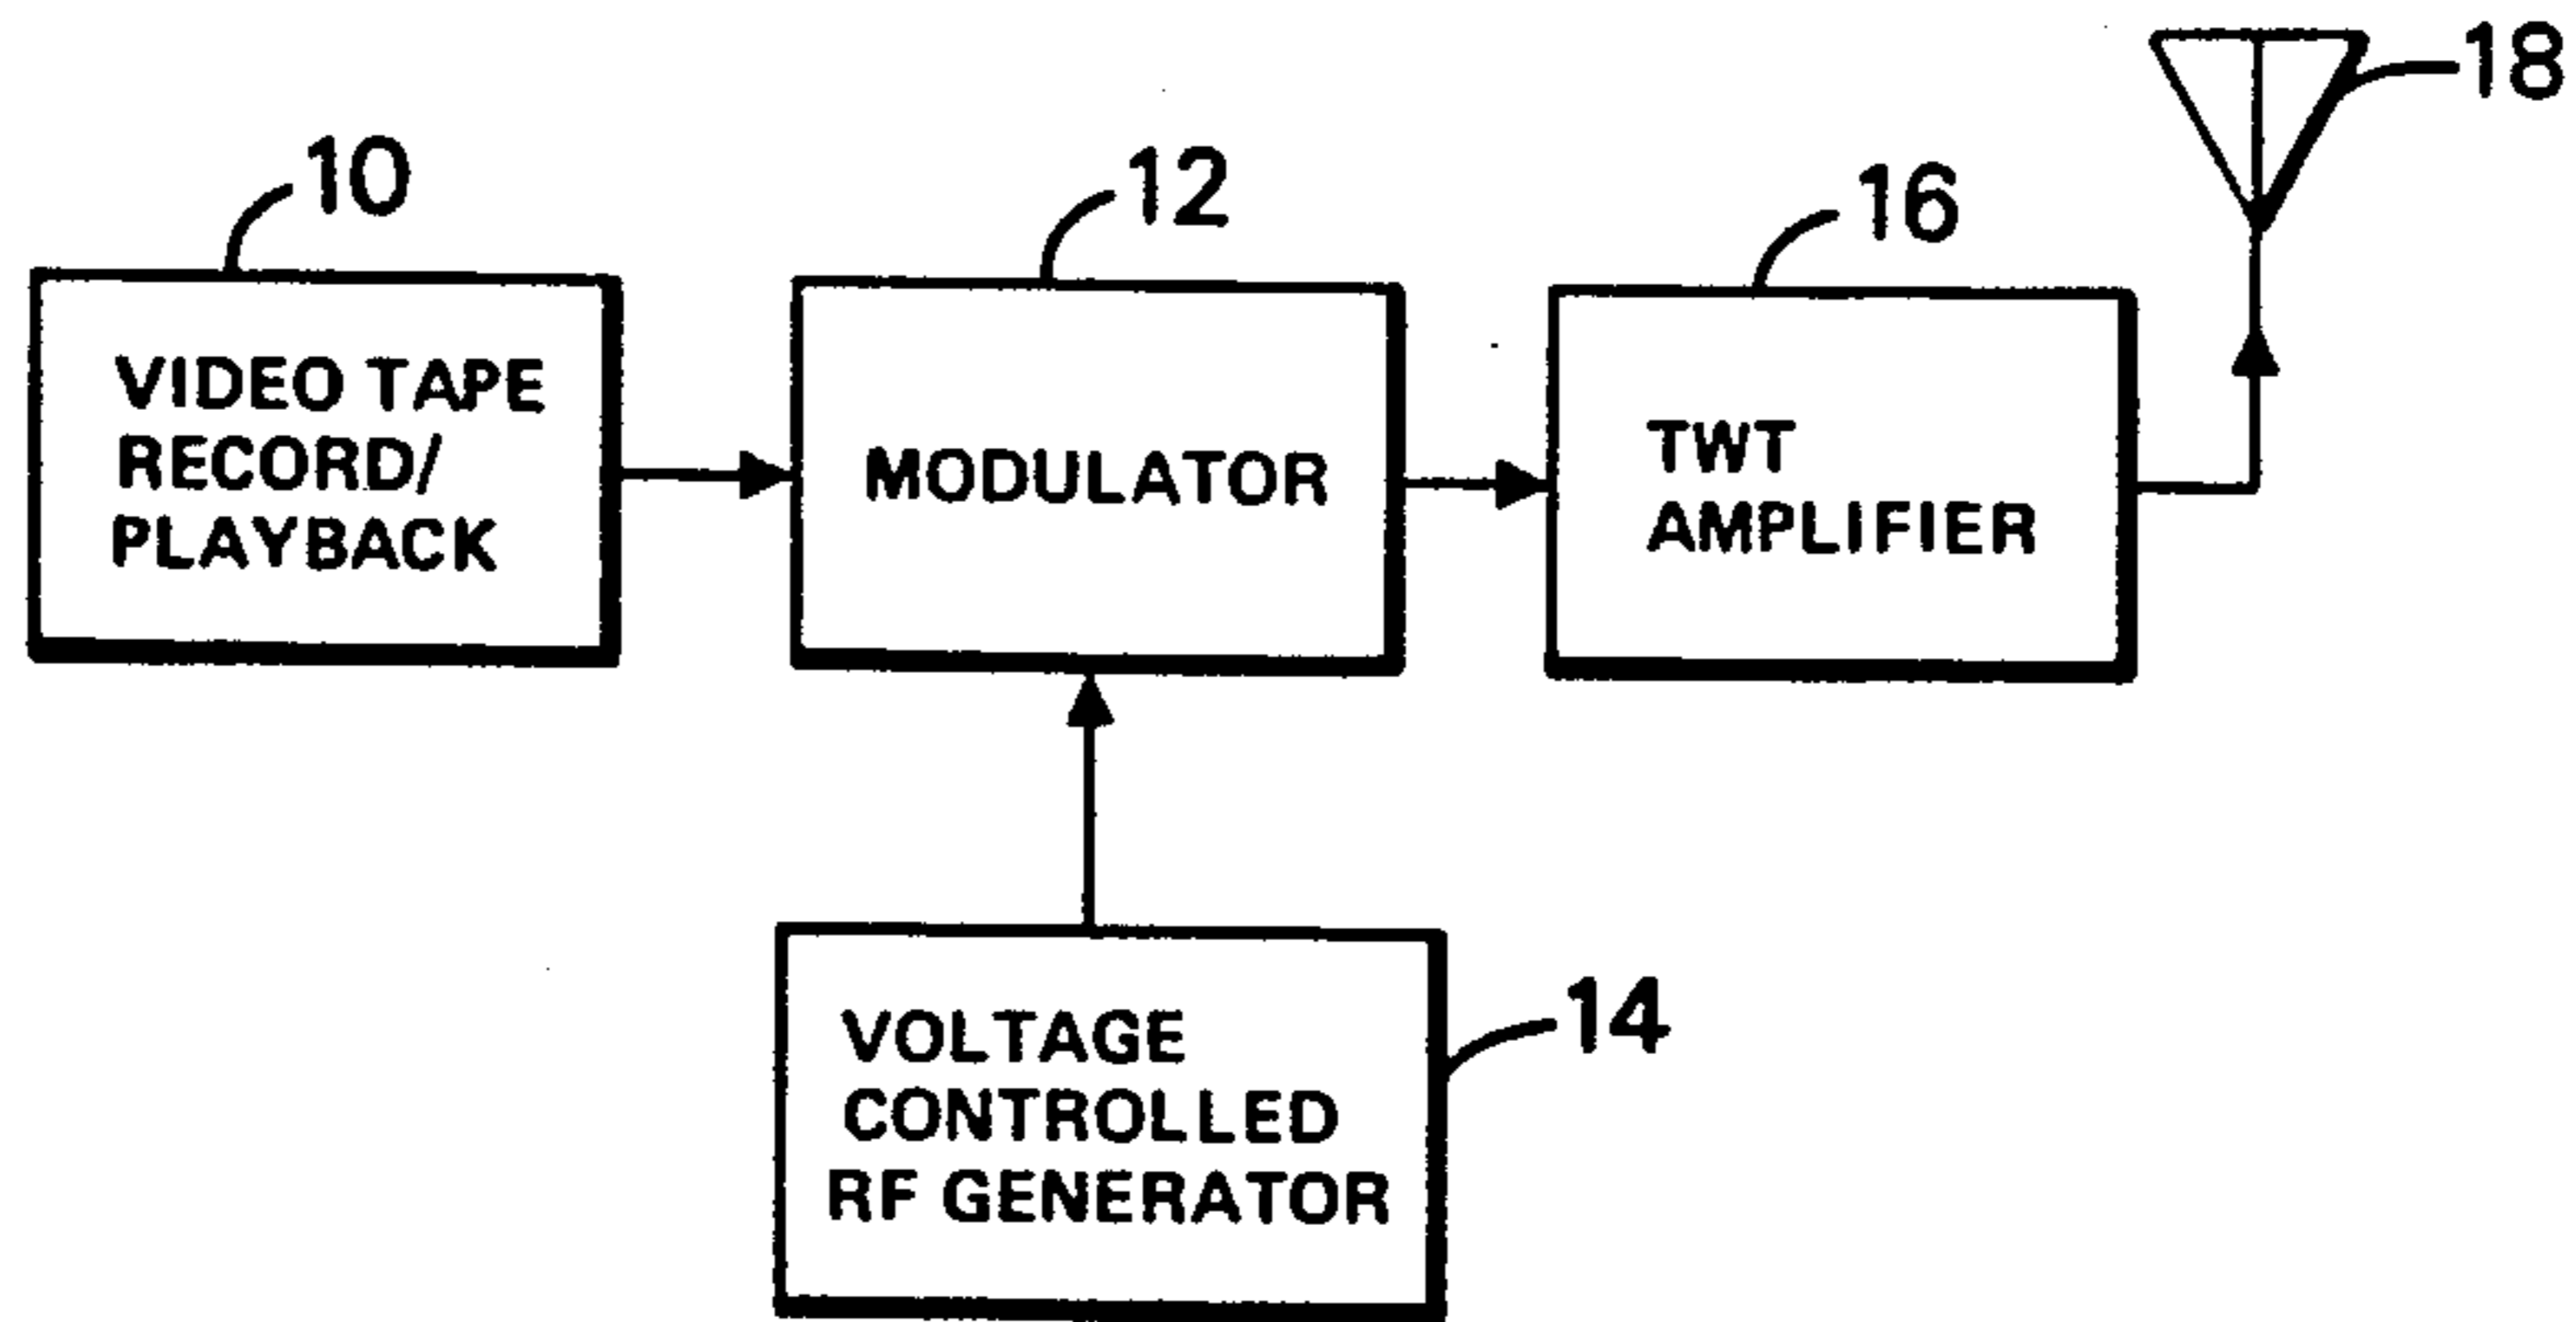 18
10
12
16
VIDEO TAPE
RECORD/
PLAYBACK
MODULATOR
TWT
AMPLIFIER
VOLTAGE
CONTROLLED
RF GENERATOR
14